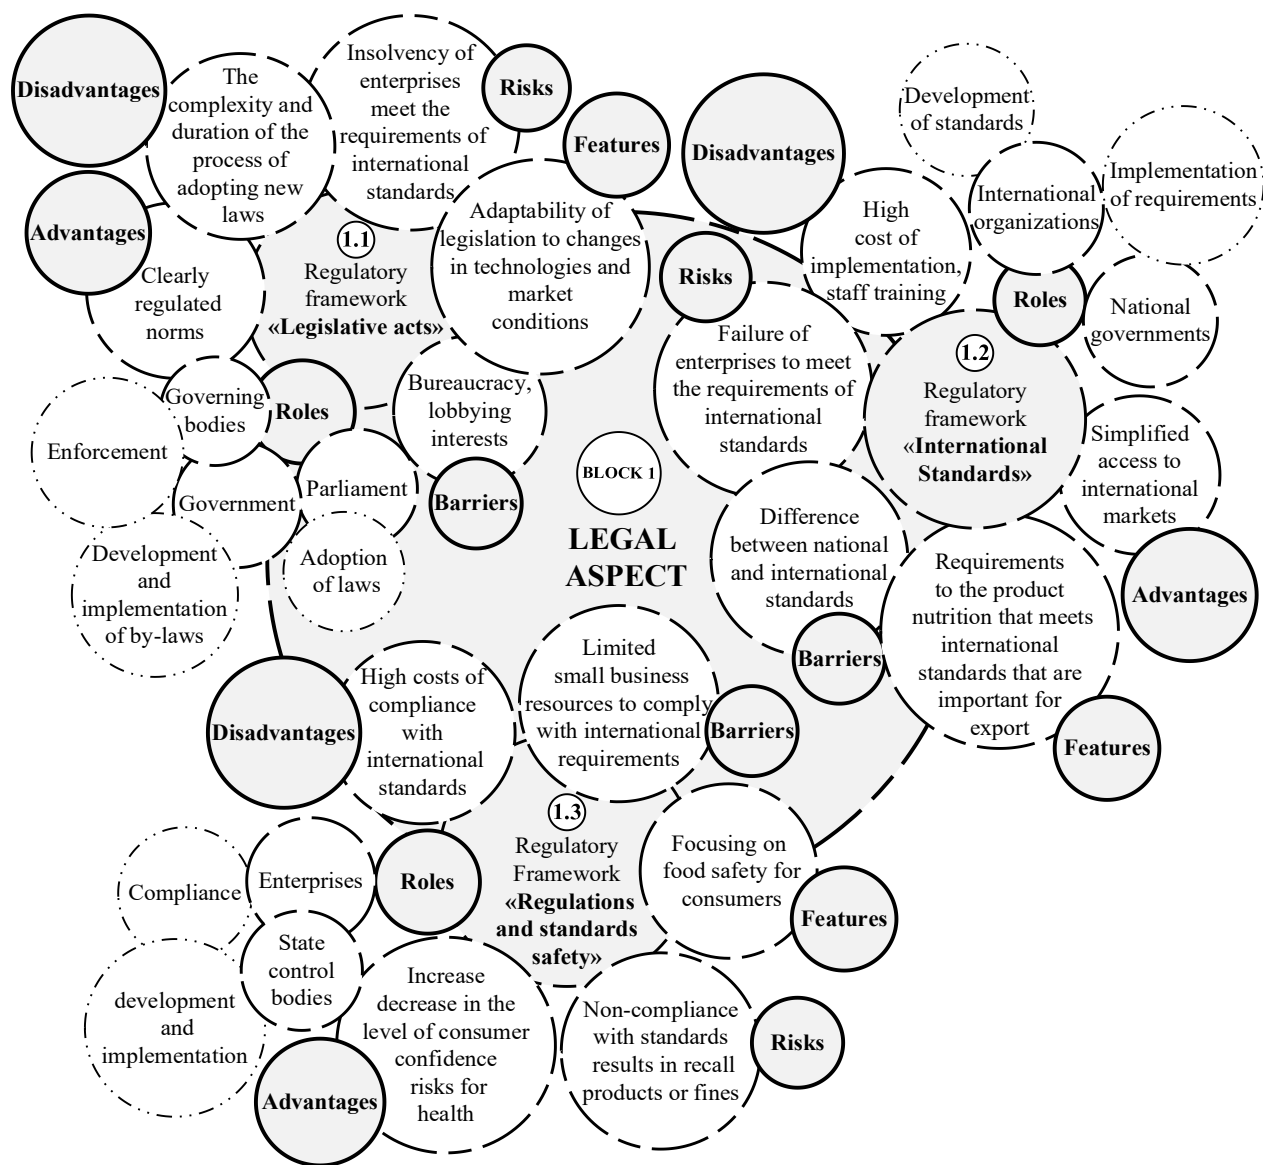 Disadvantages
The
complexity and
duration of the
process of
adopting new
laws
Insolvency of
enterprises
meet the
requirements of
international
standards
Risks
Features
Advantages
Clearly
regulated
norms
1.1
Regulatory
framework
«Legislative acts»
Adaptability of
legislation to changes
in technologies and
market
conditions
Governing
bodies
Roles
Enforcement
Government
Parliament
Development
and
implementation
of by-laws
Adoption
of laws
Bureaucracy,
lobbying
interests
Barriers
BLOCK 1
LEGAL
ASPECT
Disadvantages
High
cost of
implementation,
staff training
Risks
Failure of
enterprises to meet
the requirements of
international
standards
Development
of standards
International
organizations
Implementation
of requirements
Roles
National
governments
1.2
Regulatory
framework
«International
Standards»
Simplified
access to
international
markets
Advantages
Difference
between national
and international
standards
Barriers
Requirements
to the product
nutrition that meets
international
standards that are
important for
export
Features
Disadvantages
High costs of
compliance
with
international
standards
Limited
small business
resources to comply
with international
requirements
Barriers
1.3
Regulatory
Framework
«Regulations
and standards
safety»
Focusing on
food safety for
consumers
Features
Compliance
Enterprises
Roles
State
control
bodies
development
and
implementation
Advantages
Increase
decrease in the
level of consumer
confidence
risks for
health
Non-compliance
with standards
results in recall
products or fines
Risks